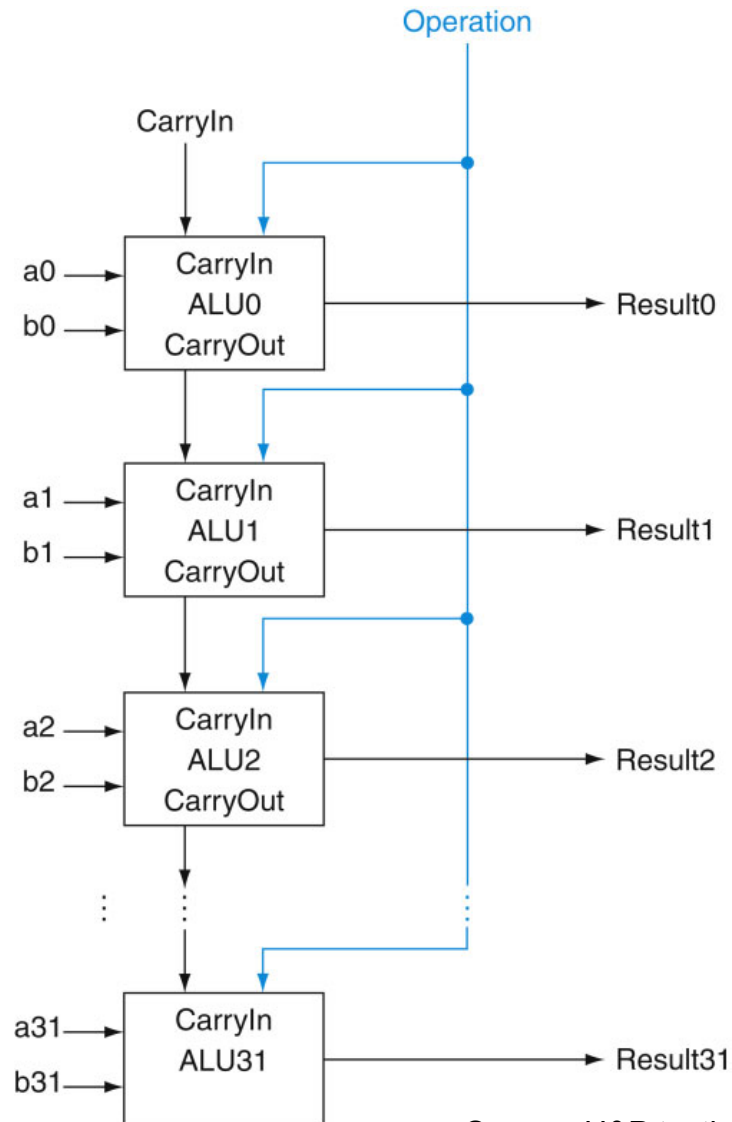 Operation
CarryIn
a0
b0
CarryIn
ALU0
CarryOut
Result0
a1
b1
CarryIn
ALU1
CarryOut
Result1
a2
b2
CarryIn
ALU2
CarryOut
Result2
a31
b31
CarryIn
ALU31
Result31